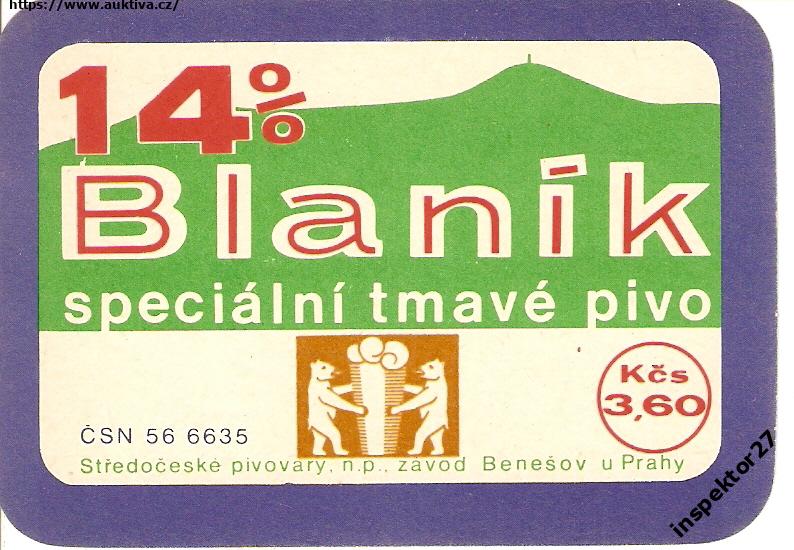 https://www.auktiva.cz/
14%
Blaník
speciální tmavé pivo
Kčs
3,60
ČSN 56 6635
Středočeské pivovary, n.p., závod Benešov u Prahy
inspektor27